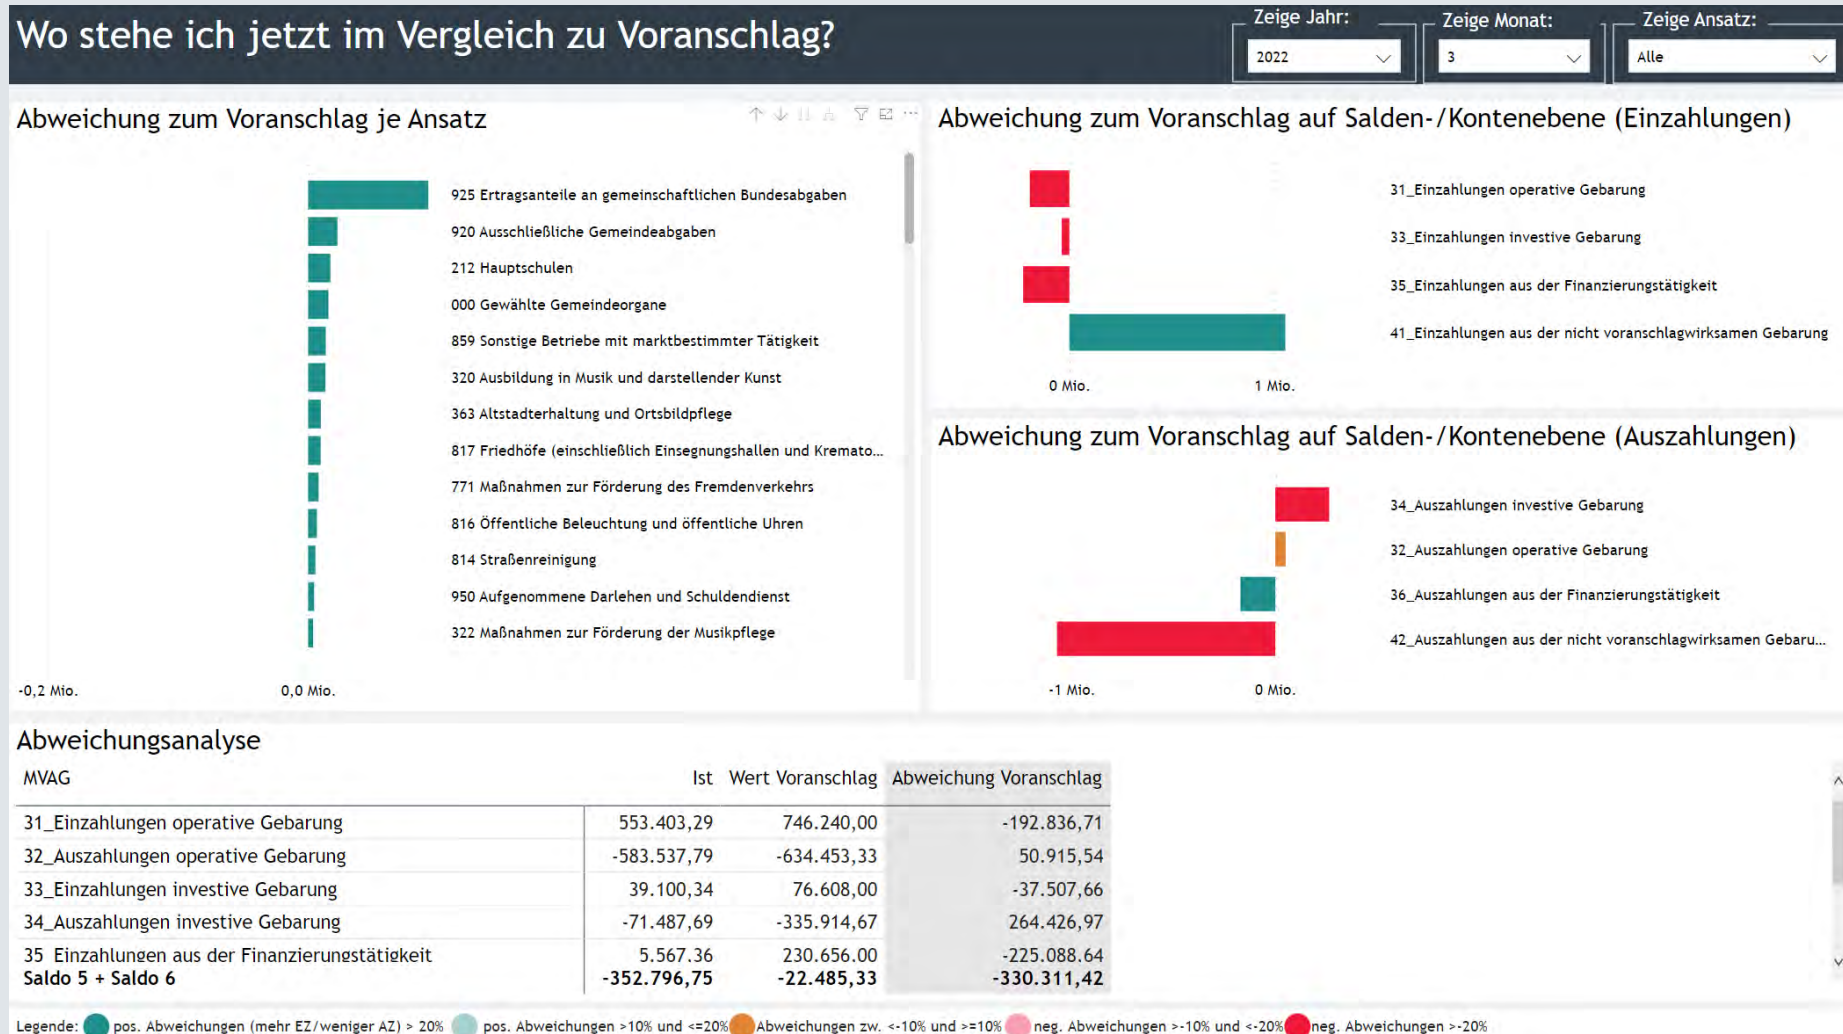 Wo stehe ich jetzt im Vergleich zu Voranschlag?
Zeige Jahr:
2022
Zeige Monat:
3
Zeige Ansatz:
Alle
Abweichung zum Voranschlag je Ansatz
925 Ertragsanteile an gemeinschaftlichen Bundesabgaben
920 Ausschließliche Gemeindeabgaben
212 Hauptschulen
000 Gewählte Gemeindeorgane
859 Sonstige Betriebe mit marktbestimmter Tätigkeit
320 Ausbildung in Musik und darstellender Kunst
363 Altstadterhaltung und Ortsbildpflege
817 Friedhöfe (einschließlich Einsegnungshallen und Kremato...
771 Maßnahmen zur Förderung des Fremdenverkehrs
816 Öffentliche Beleuchtung und öffentliche Uhren
814 Straßenreinigung
950 Aufgenommene Darlehen und Schuldendienst
322 Maßnahmen zur Förderung der Musikpflege
-0,2 Mio. 0,0 Mio.
Abweichung zum Voranschlag auf Salden-/Kontenebene (Einzahlungen)
31_Einzahlungen operative Gebarung
33_Einzahlungen investive Gebarung
35_Einzahlungen aus der Finanzierungstätigkeit
41_Einzahlungen aus der nicht voranschlagwirksamen Gebarung
0 Mio. 1 Mio.
Abweichung zum Voranschlag auf Salden-/Kontenebene (Auszahlungen)
34_Auszahlungen investive Gebarung
32_Auszahlungen operative Gebarung
36_Auszahlungen aus der Finanzierungstätigkeit
42_Auszahlungen aus der nicht voranschlagwirksamen Gebaru...
-1 Mio. 0 Mio.
Abweichungsanalyse
MVAG Ist Wert Voranschlag Abweichung Voranschlag
31_Einzahlungen operative Gebarung 553.403,29 746.240,00 -192.836,71
32_Auszahlungen operative Gebarung -583.537,79 -634.453,33 50.915,54
33_Einzahlungen investive Gebarung 39.100,34 76.608,00 -37.507,66
34_Auszahlungen investive Gebarung -71.487,69 -335.914,67 264.426,97
35_Einzahlungen aus der Finanzierungstätigkeit 5.567,36 230.656,00 -225.088,64
Saldo 5 + Saldo 6 -352.796,75 -22.485,33 -330.311,42
Legende: pos. Abweichungen (mehr EZ/weniger AZ) > 20% pos. Abweichungen >10% und <=20% Abweichungen zw. <-10% und >=10% neg. Abweichungen >-10% und <-20% neg. Abweichungen >-20%